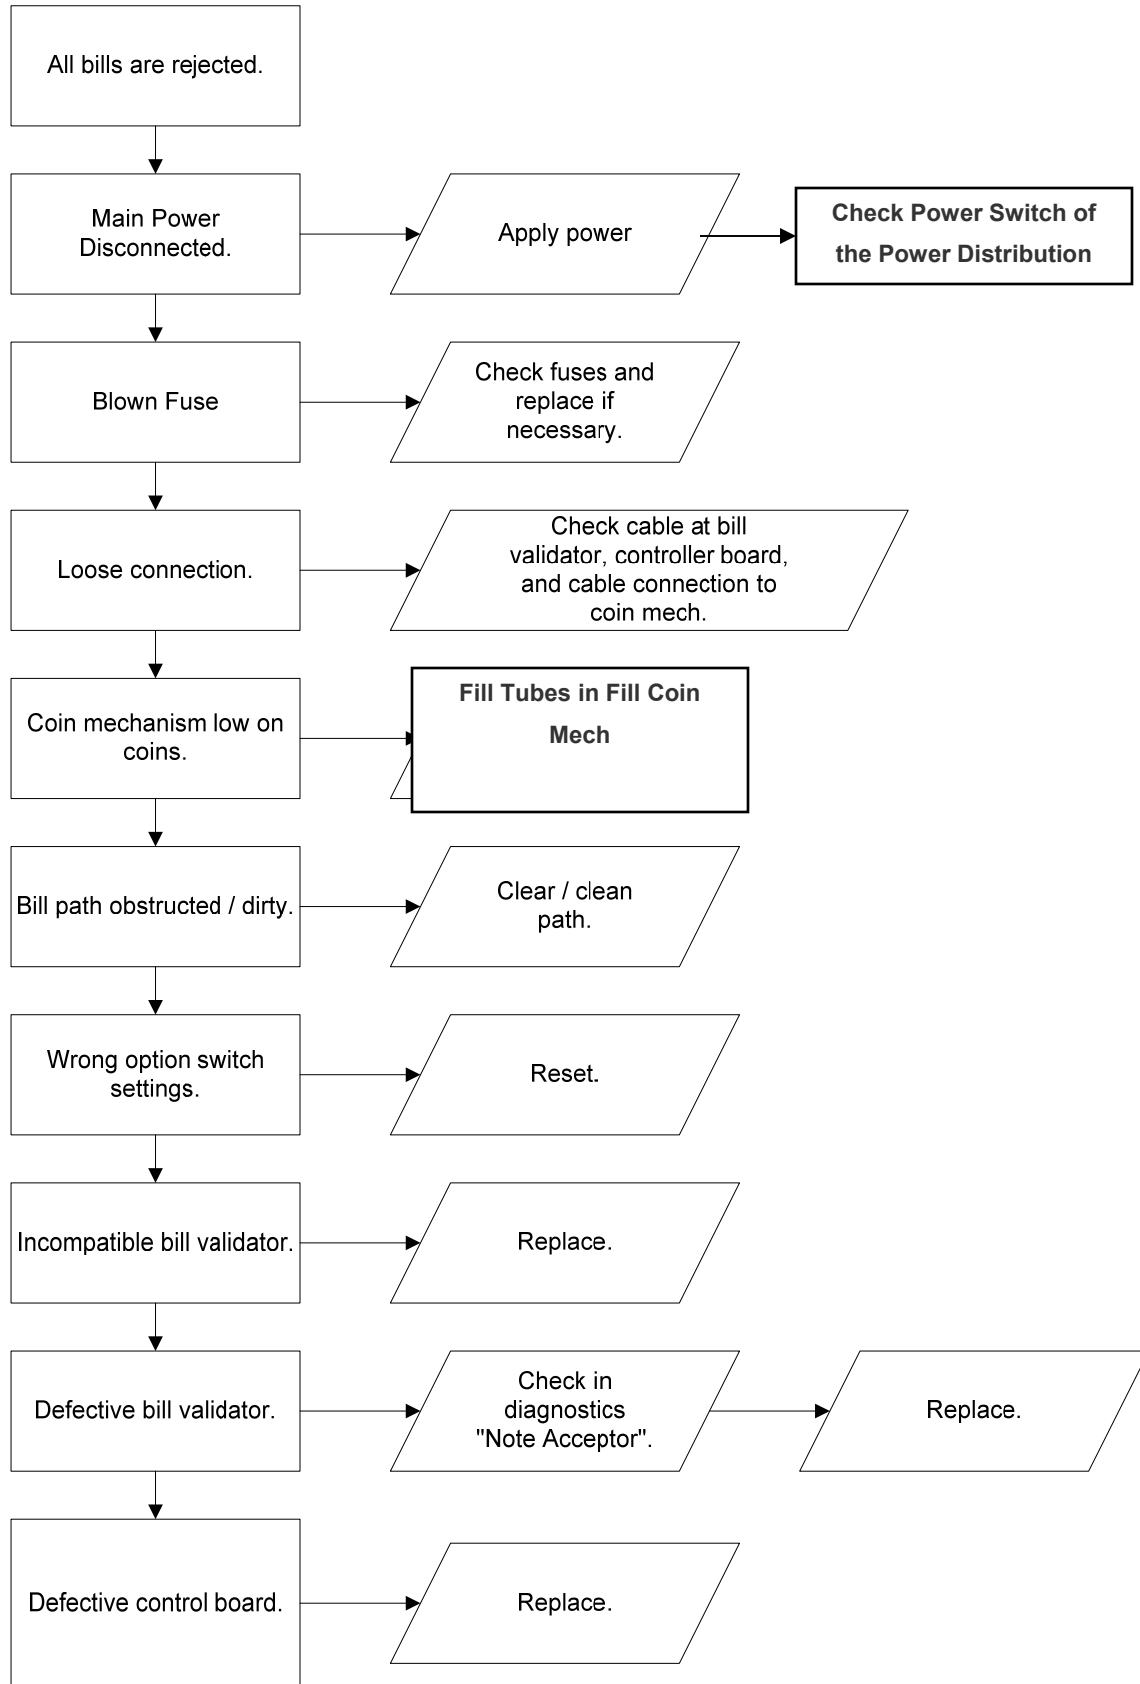 All bills are rejected.
Main Power
Disconnected.
Apply power
Check Power Switch of
the Power Distribution
Blown Fuse
Check fuses and
replace if
necessary.
Loose connection.
Check cable at bill
validator, controller board,
and cable connection to
coin mech.
Coin mechanism low on
coins.
Fill Tubes in Fill Coin
Mech
Bill path obstructed / dirty.
Clear / clean
path.
Wrong option switch
settings.
Reset.
Incompatible bill validator.
Replace.
Defective bill validator.
Check in
diagnostics
"Note Acceptor".
Replace.
Defective control board.
Replace.